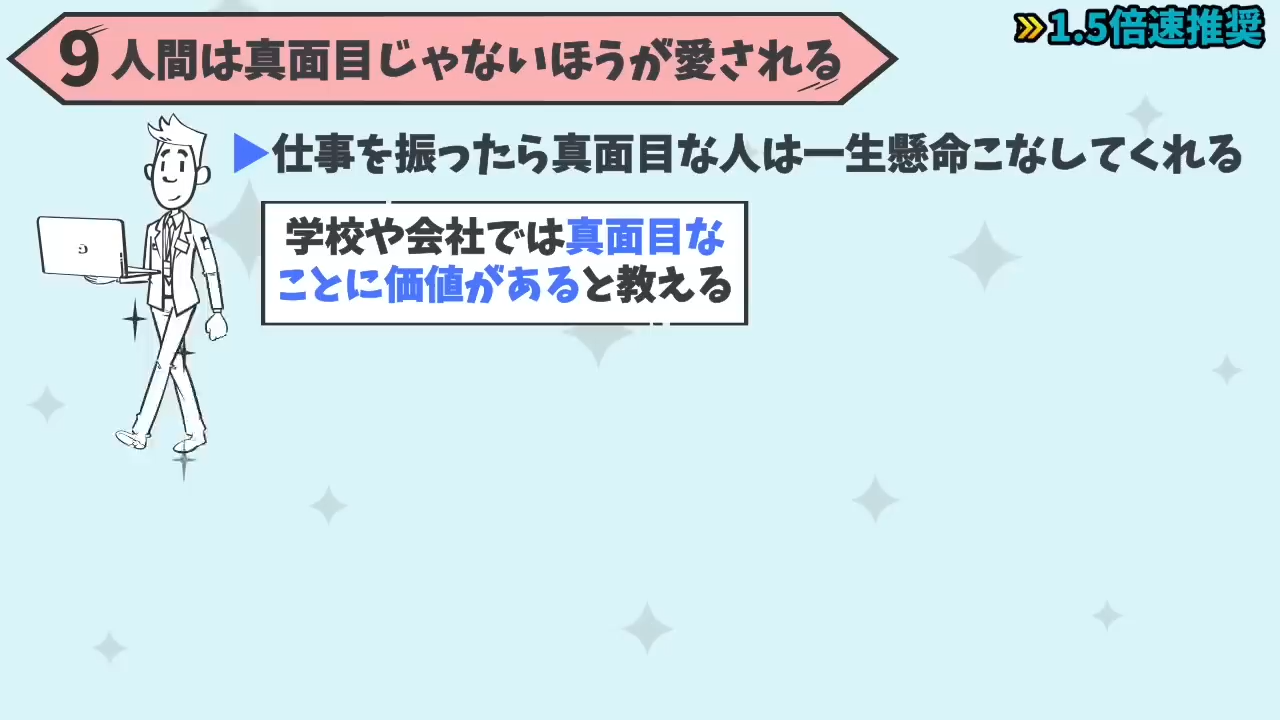 9 人間は真面目じゃないほうが愛される
1.5倍速推奨
▶仕事を振ったら真面目な人は一生懸命こなしてくれる
学校や会社では真面目な
ことに価値があると教える